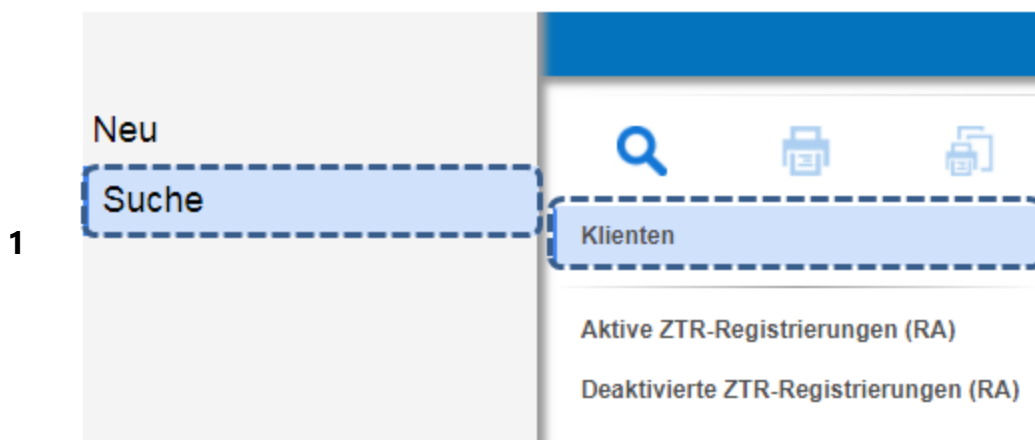 Neu
Suche
1
Klienten
Aktive ZTR-Registrierungen (RA)
Deaktivierte ZTR-Registrierungen (RA)